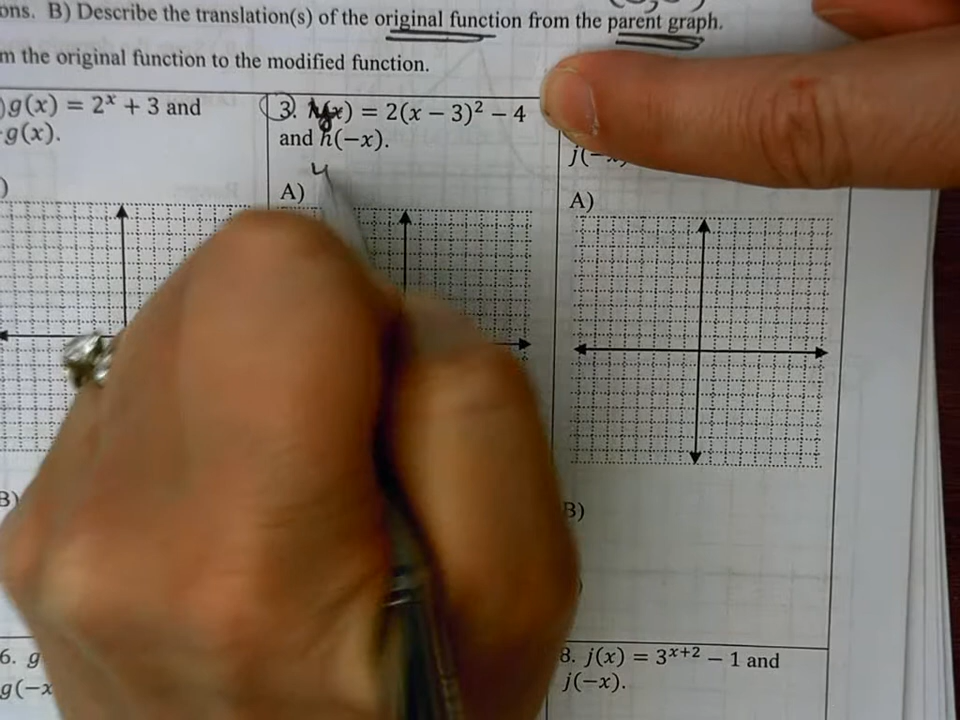 ons. B) Describe the translation(s) of the original function from the parent graph.
m the original function to the modified function.
)g(x) = 2^x + 3 and
-g(x).
)
B)
3. (x) = 2(x − 3)² − 4
and h(−x).
y
A)
j(−
A)
B)
6. g
g(−x
8. j(x) = 3^{x+2} − 1 and
j(−x).